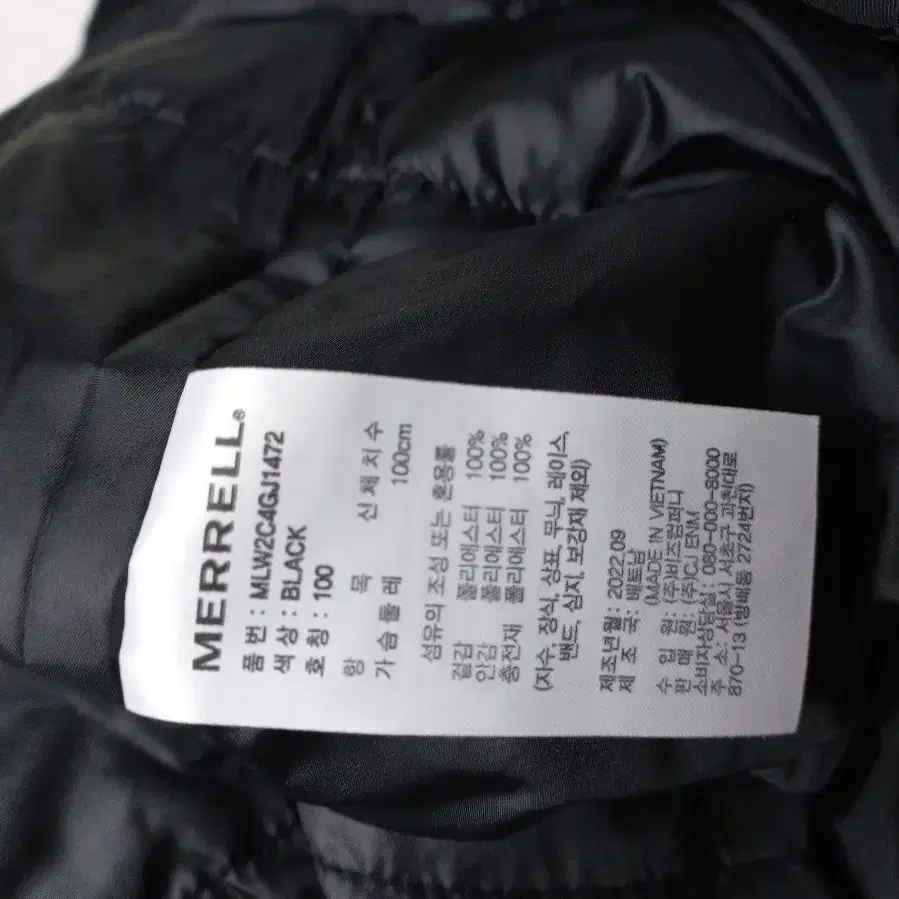 MERRELL®
품번 : MLW2C4GJ1472
색상 : BLACK
호칭 : 100
항 목 신 체 치 수
가 슴 둘 레 100cm
섬유의 조성 또는 혼용률
겉감 폴리에스터 100%
안감 폴리에스터 100%
충전재 폴리에스터 100%
(자수, 장식, 상표, 무늬, 레이스,
밴드, 심지, 보강재 제외)
제조년월 : 2022.09
제 조 국 : 베트남
(MADE IN VIETNAM)
수 입 원 : (주)비즈컴퍼니
판 매 원 : (주)CJ ENM
소비자상담실 : 080-000-8000
주 소 : 서울시 서초구 과천대로
870-13 (방배동 2724번지)